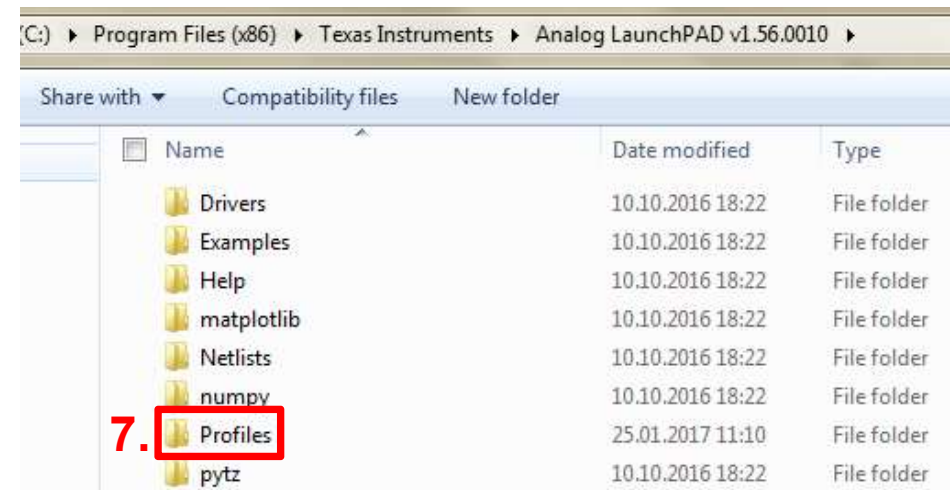 (C:) ▸ Program Files (x86) ▸ Texas Instruments ▸ Analog LaunchPAD v1.56.0010 ▸
Share with ▾ Compatibility files New folder
Name Date modified Type
Drivers 10.10.2016 18:22 File folder
Examples 10.10.2016 18:22 File folder
Help 10.10.2016 18:22 File folder
matplotlib 10.10.2016 18:22 File folder
Netlists 10.10.2016 18:22 File folder
numpy 10.10.2016 18:22 File folder
7. Profiles 25.01.2017 11:10 File folder
pytz 10.10.2016 18:22 File folder